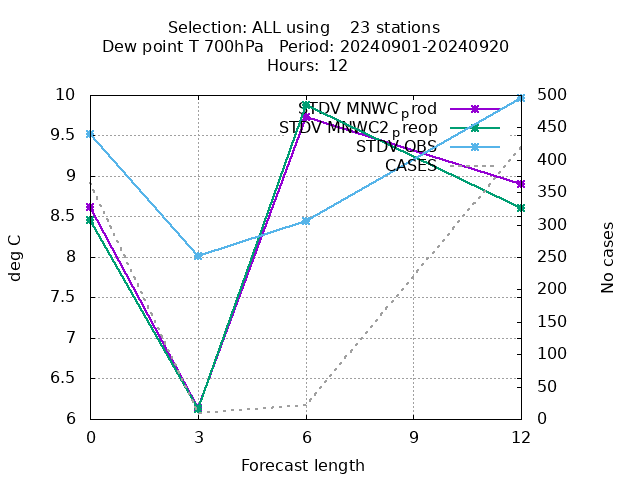 Selection: ALL using    23 stations
Dew point T 700hPa   Period: 20240901-20240920
Hours: 12
STDV MNWC_prod
STDV MNWC2_preop
STDV OBS
CASES
10
9.5
9
8.5
8
7.5
7
6.5
6
500
450
400
350
300
250
200
150
100
50
0
deg C
No cases
0 3 6 9 12
Forecast length